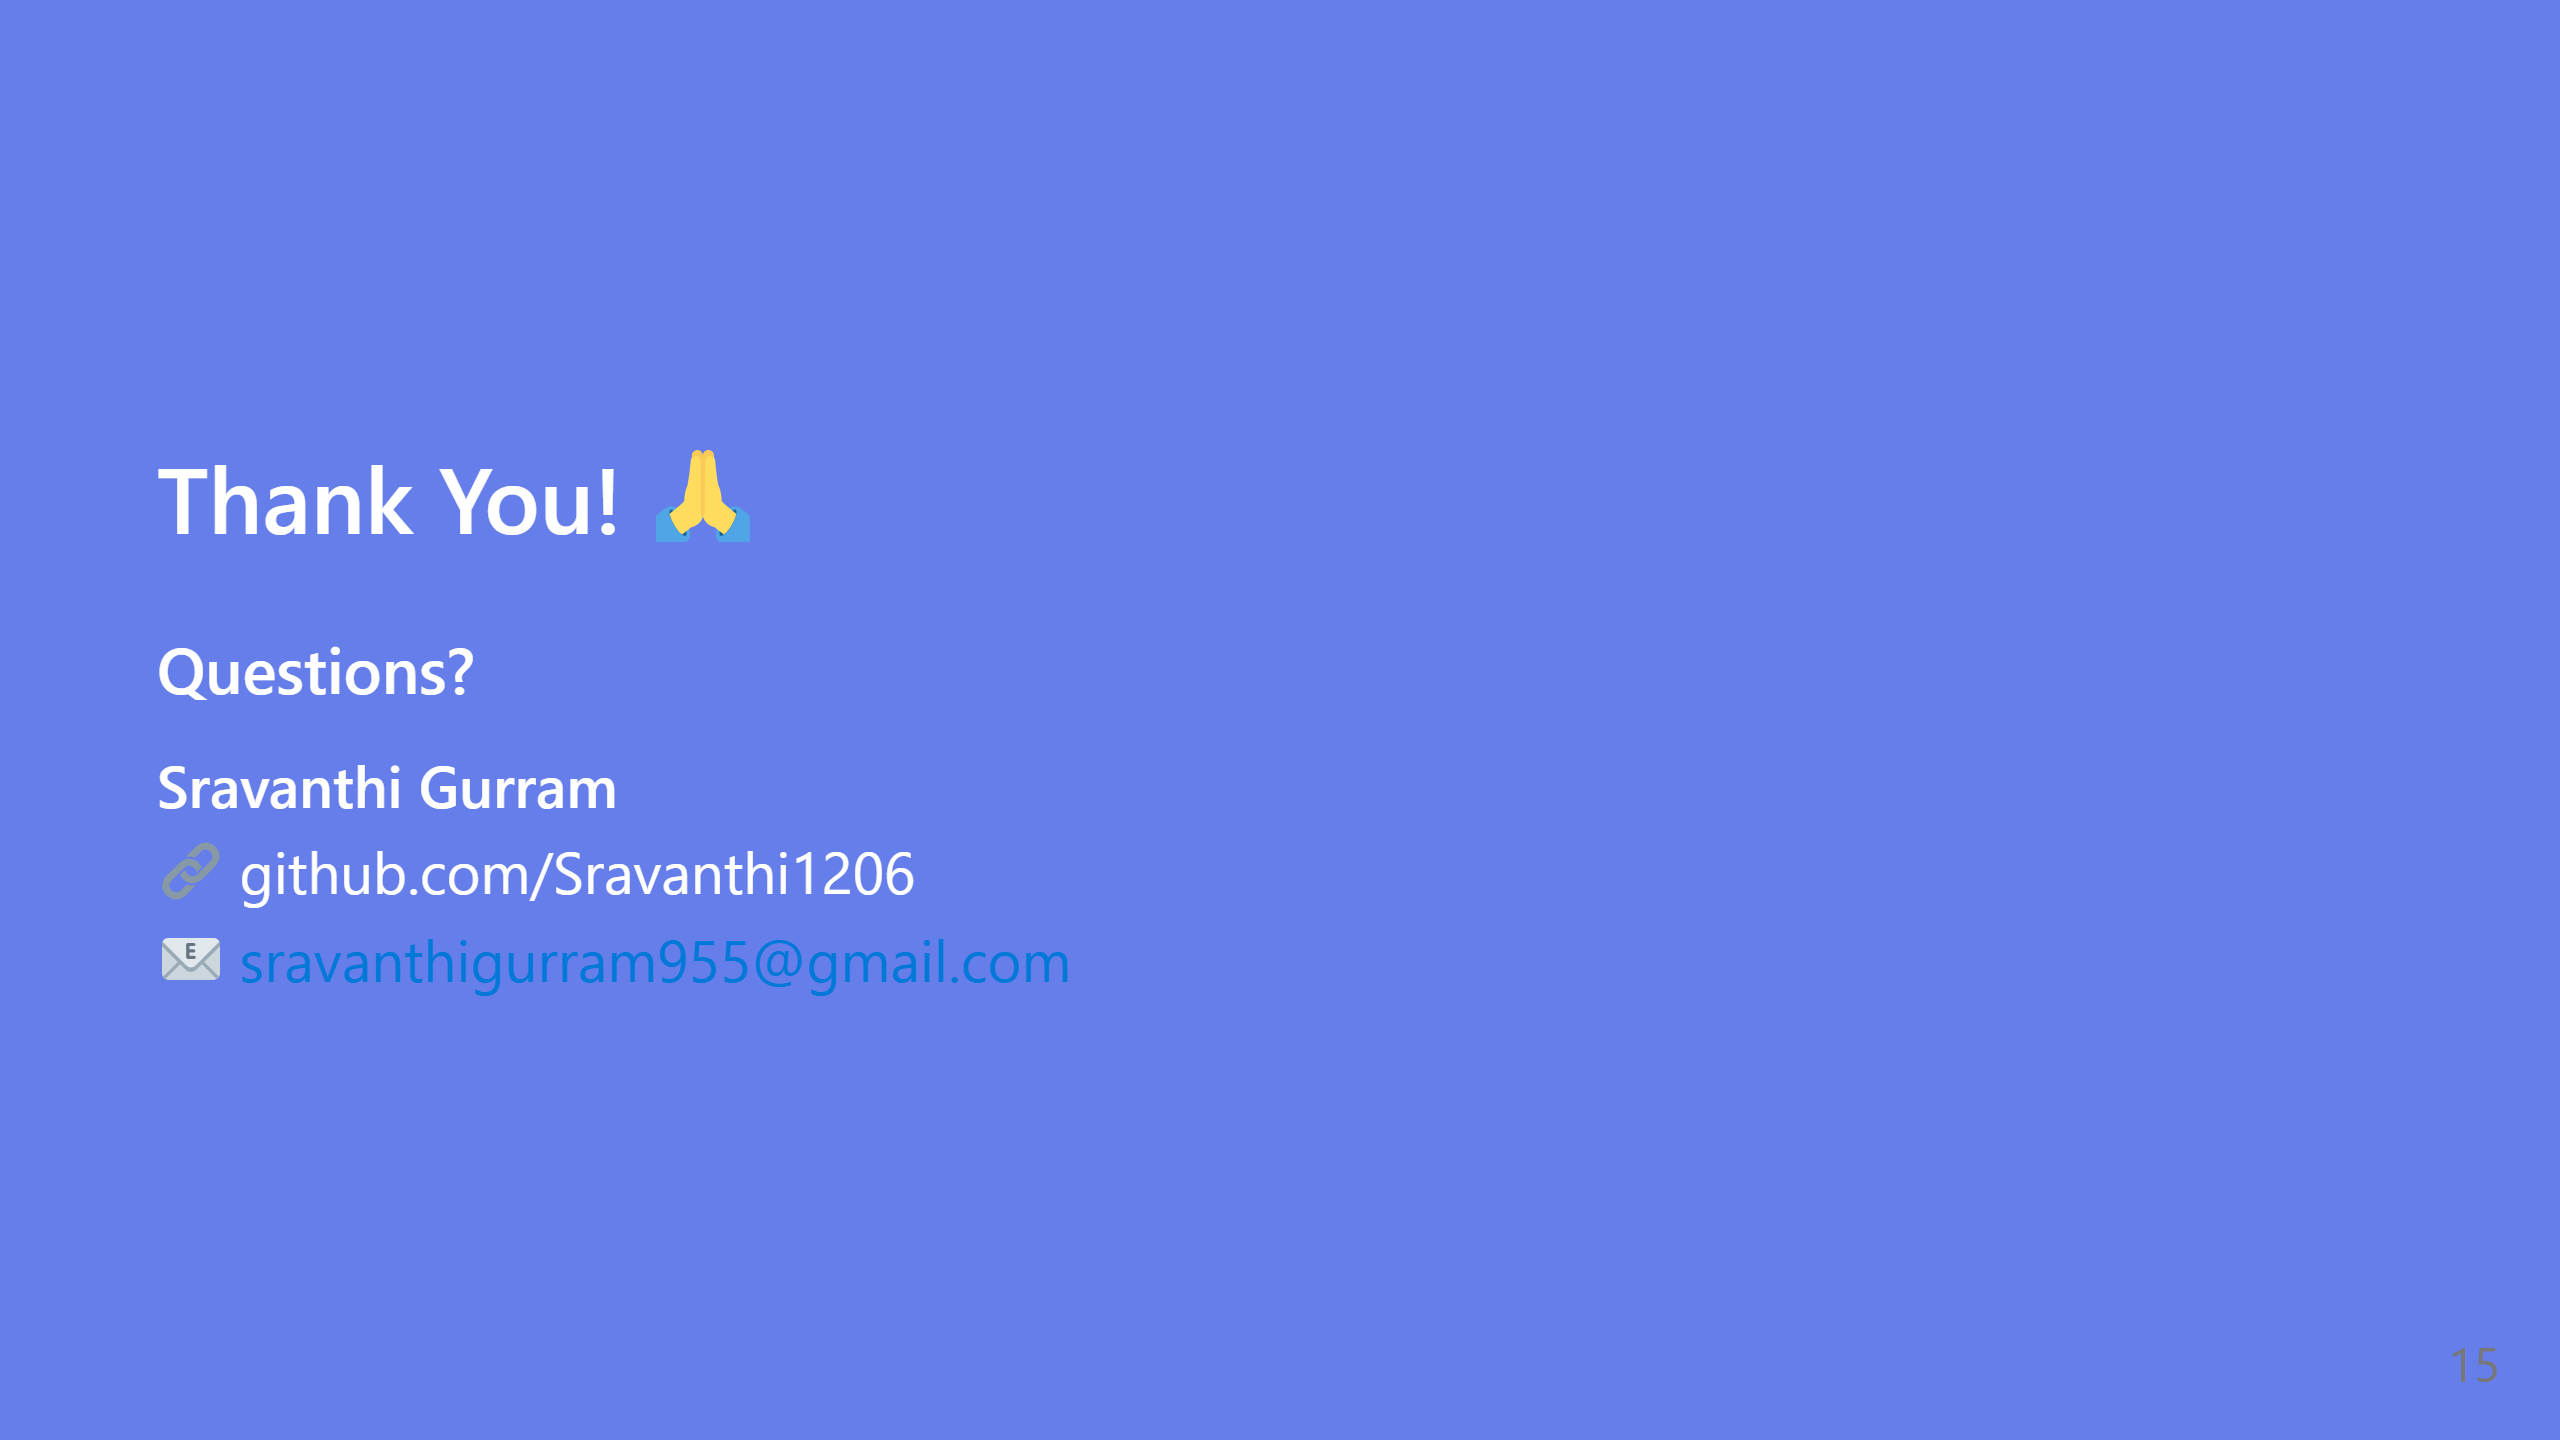 Thank You! 🙏
Questions?
Sravanthi Gurram
🔗 github.com/Sravanthi1206
📧 sravanthigurram955@gmail.com
15